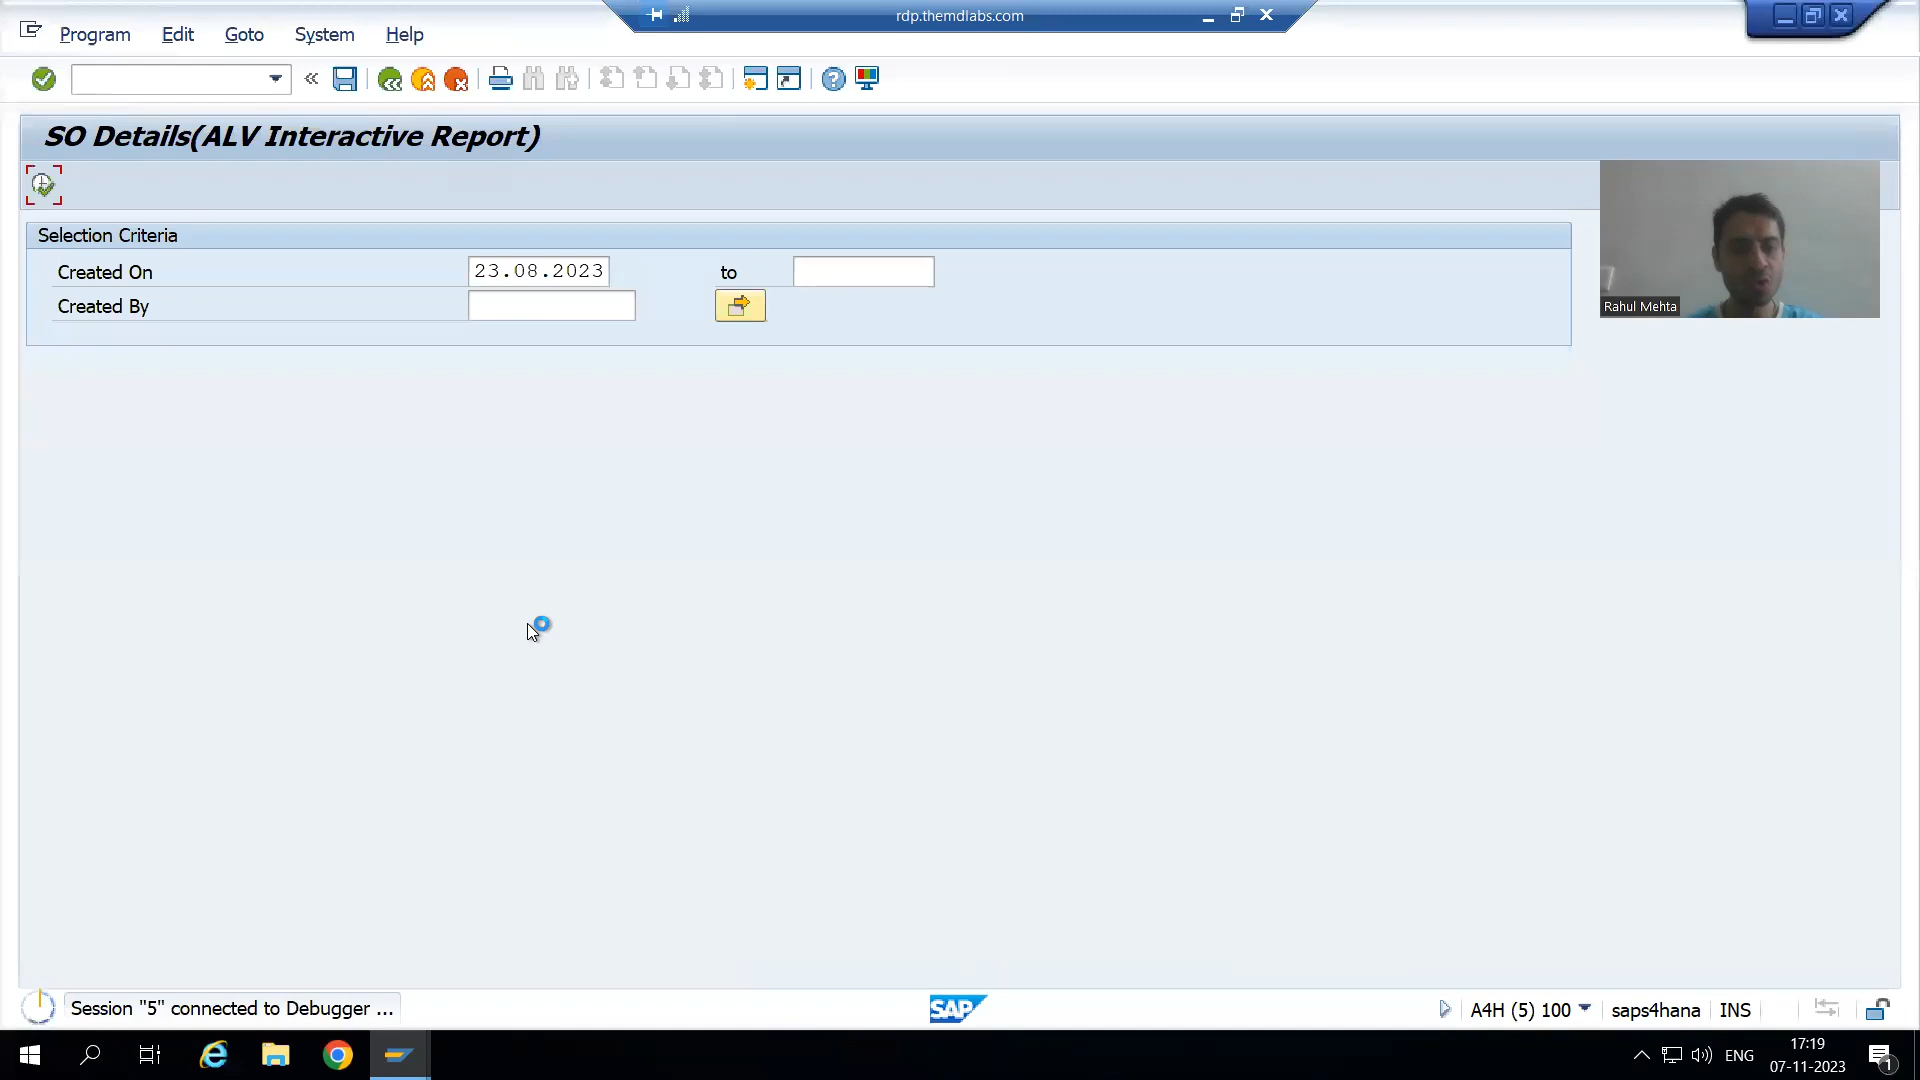 rdp.themdlabs.com
Program Edit Goto System Help
SO Details(ALV Interactive Report)
Selection Criteria
Created On 23.08.2023 to
Created By
Rahul Mehta
Session "5" connected to Debugger ...
SAP
A4H (5) 100 saps4hana INS
ENG
17:19
07-11-2023
1